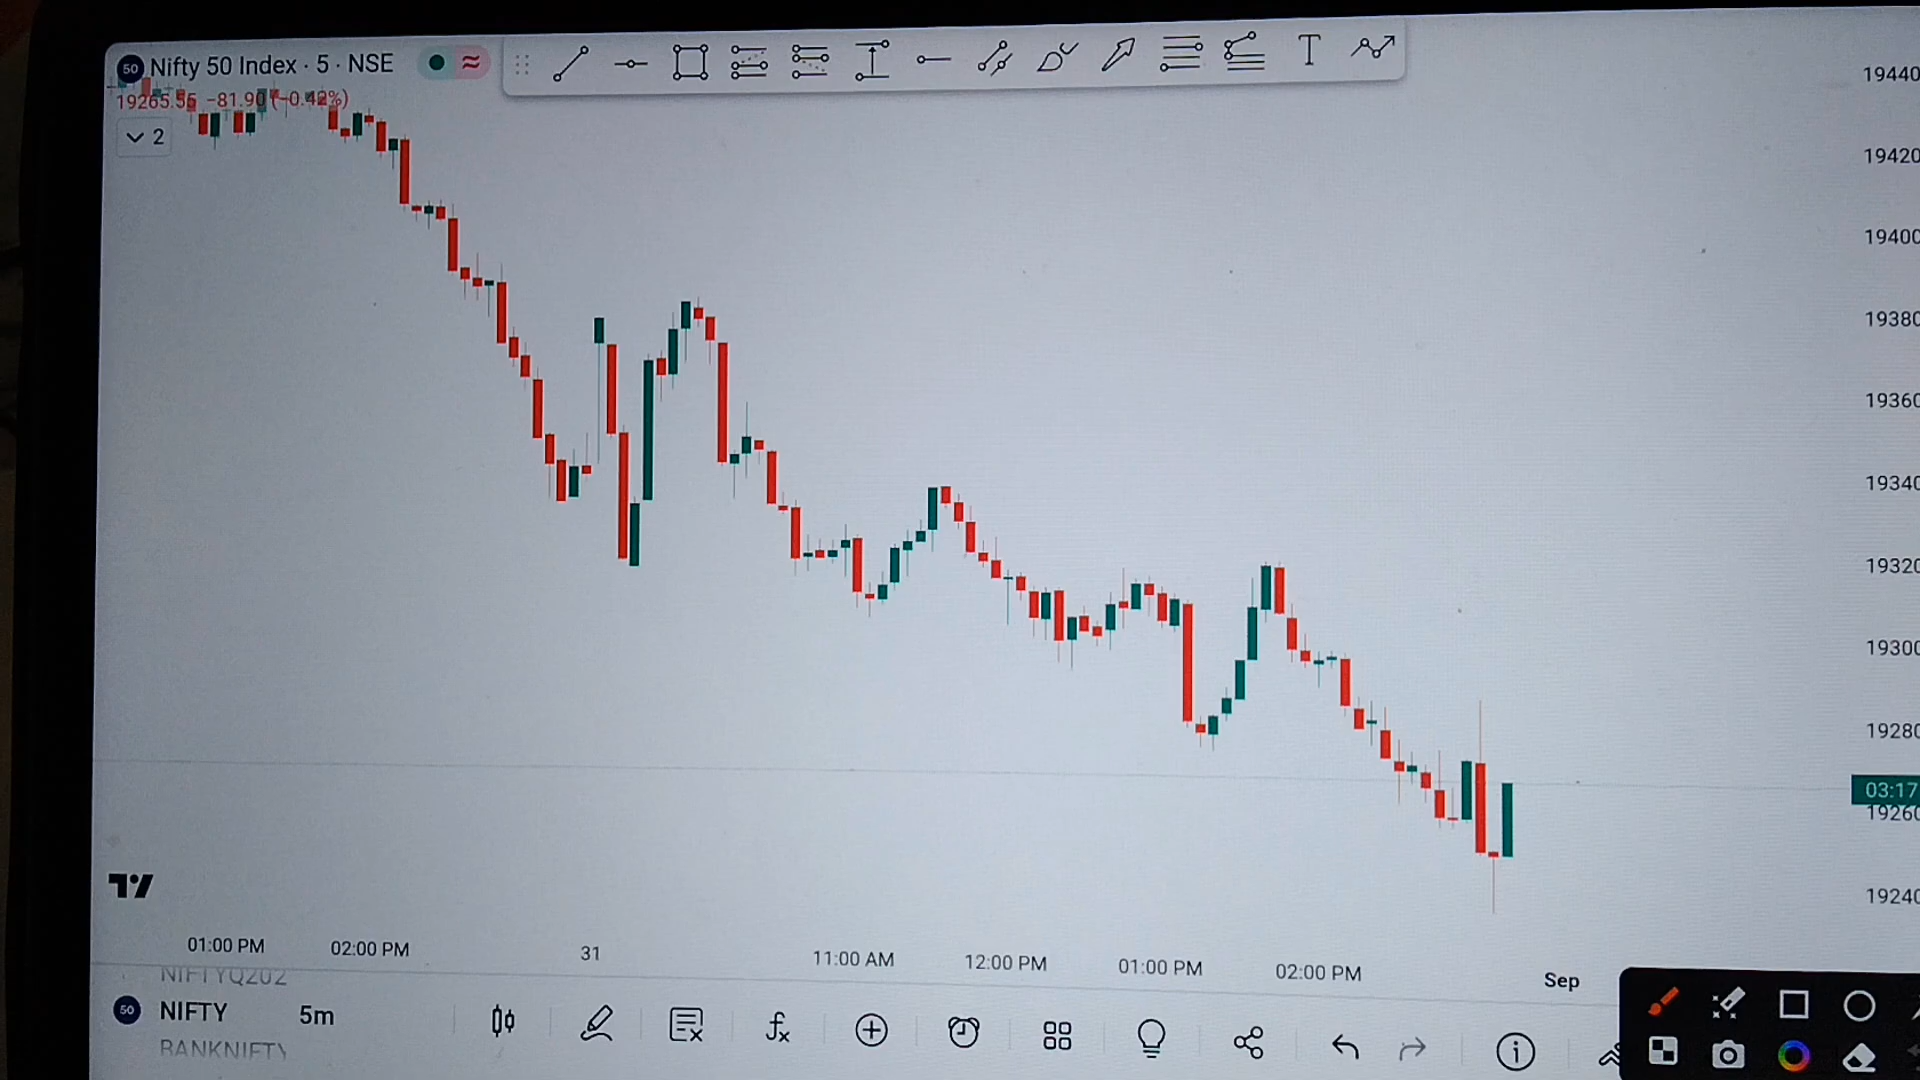 50 Nifty 50 Index · 5 · NSE
19265.55 −81.90 (−0.42%)
2
T
19440
19420
19400
19380
19360
19340
19320
19300
19280
03:17
19260
19240
01:00 PM 02:00 PM 31 11:00 AM 12:00 PM 01:00 PM 02:00 PM Sep
50 NIFTY 5m
BANKNIFTY